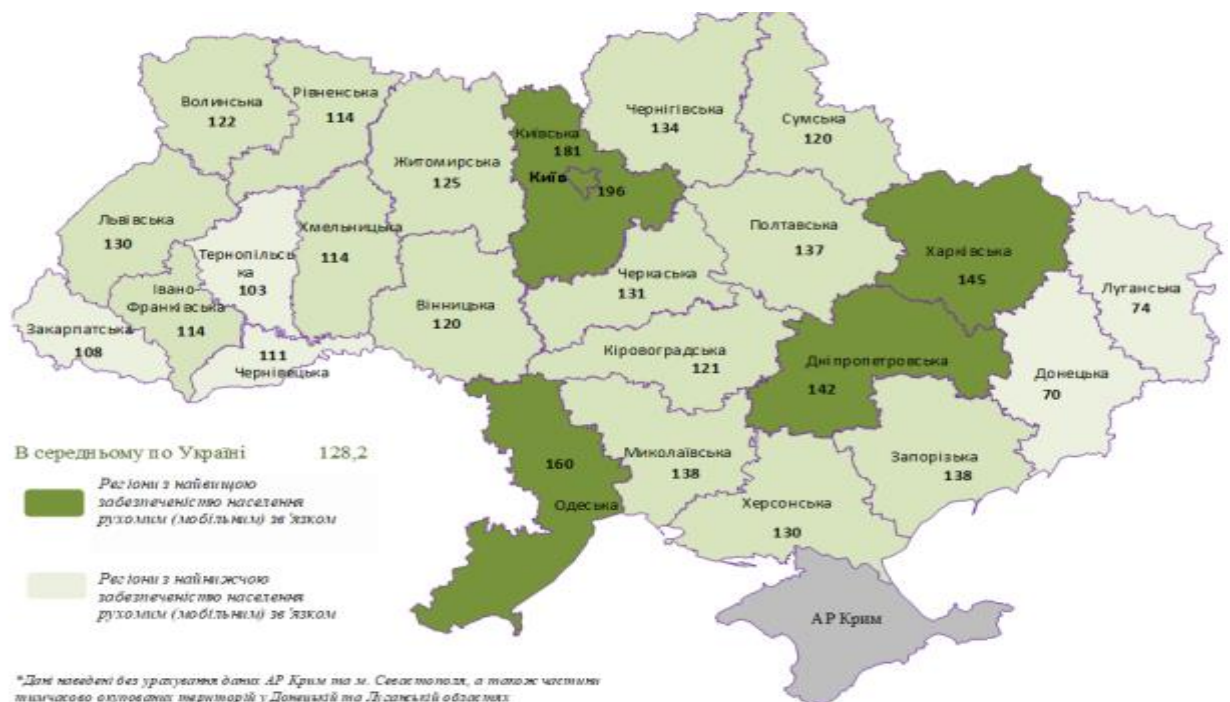 Волинська
122
Рівненська
114
Житомирська
125
Київська
181
Київ
196
Чернігівська
134
Сумська
120
Львівська
130
Тернопільсь
ка
103
Хмельницька
114
Івано-
Франківська
114
Закарпатська
108
111
Чернівецька
Вінницька
120
Черкаська
131
Полтавська
137
Харківська
145
Луганська
74
Кіровоградська
121
Дніпропетровська
142
Донецька
70
160
Одеська
Миколаївська
138
Запорізька
138
Херсонська
130
АР Крим
В середньому по Україні 128,2
Регіони з найвищою
забезпеченістю населення
рухомим (мобільним) зв'язком
Регіони з найнижчою
забезпеченістю населення
рухомим (мобільним) зв'язком
*Дані наведені без урахування даних АР Крим та м. Севастополя, а також частини
тимчасово окупованих територій у Донецькій та Луганській областях